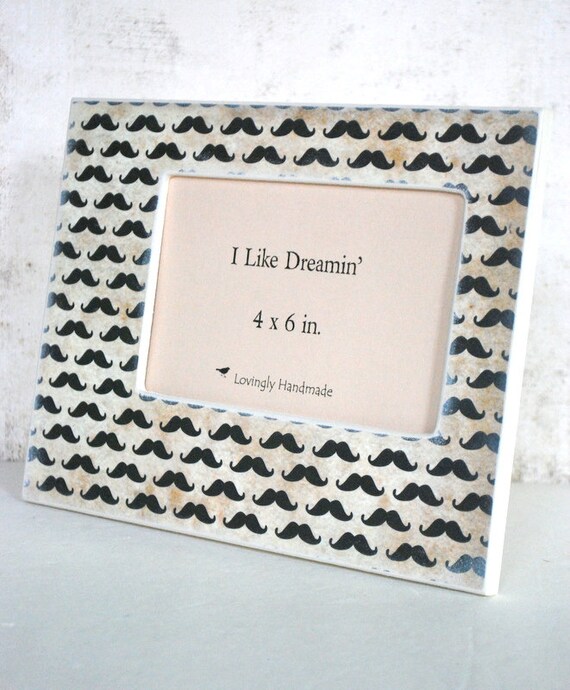 I Like Dreamin'
4 x 6 in.
Lovingly Handmade